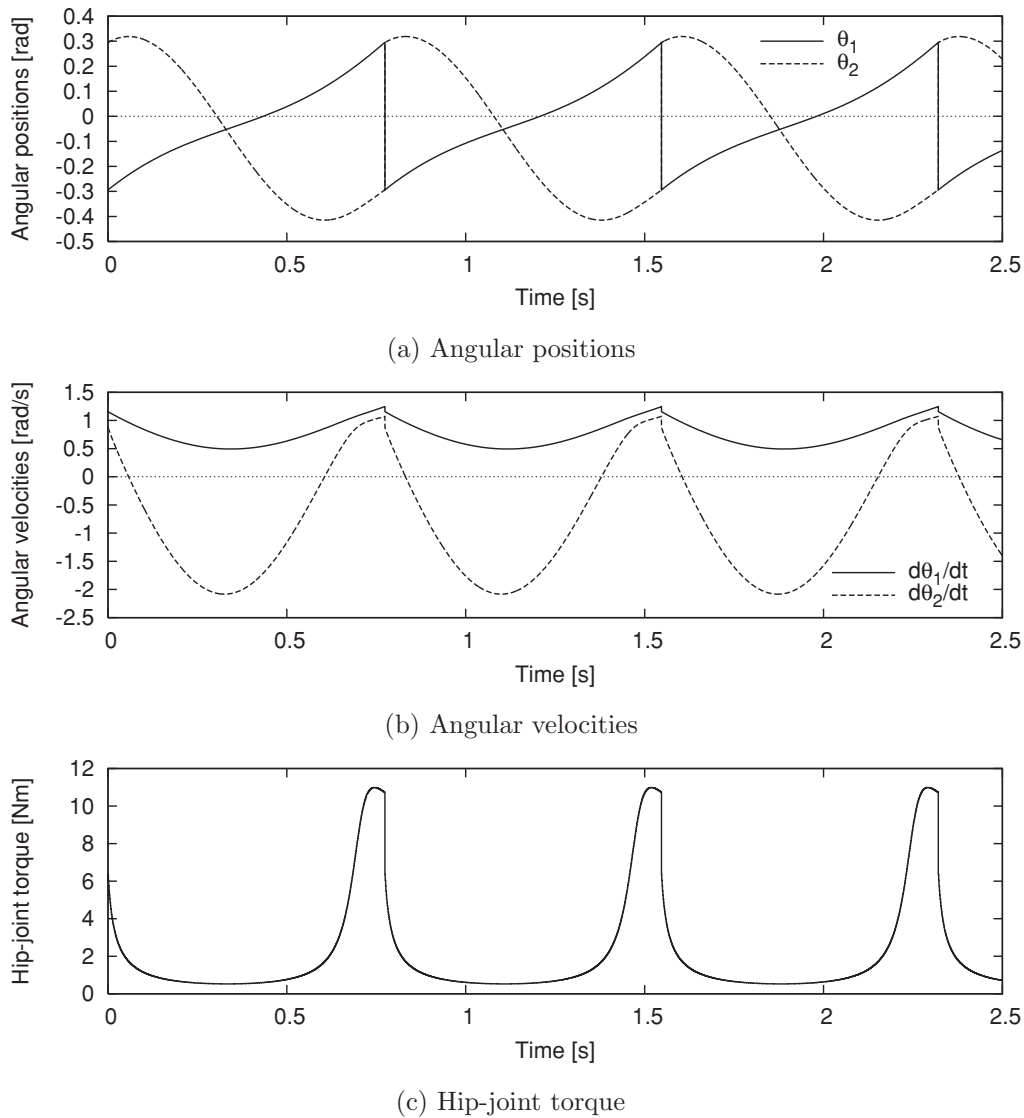 Angular positions [rad]
0.4
0.3
0.2
0.1
0
-0.1
-0.2
-0.3
-0.4
-0.5
θ1
θ2
0 0.5 1 1.5 2 2.5
Time [s]
(a) Angular positions
Angular velocities [rad/s]
1.5
1
0.5
0
-0.5
-1
-1.5
-2
-2.5
dθ1/dt
dθ2/dt
0 0.5 1 1.5 2 2.5
Time [s]
(b) Angular velocities
Hip-joint torque [Nm]
12
10
8
6
4
2
0
0 0.5 1 1.5 2 2.5
Time [s]
(c) Hip-joint torque